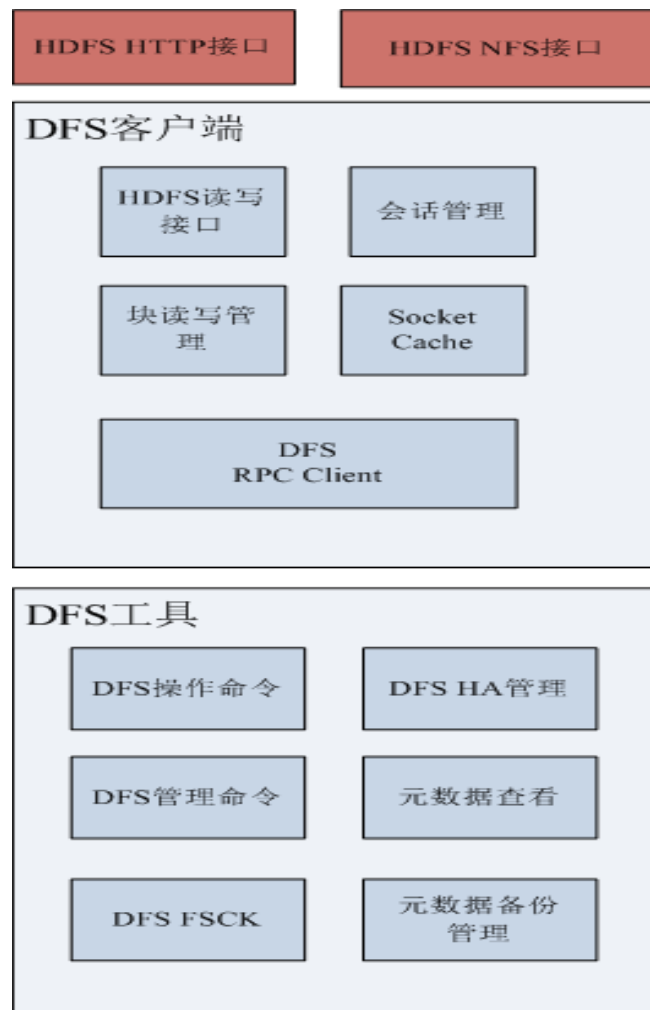 HDFS HTTP接口
HDFS NFS接口
DFS客户端
HDFS读写
接口
会话管理
块读写管
理
Socket
Cache
DFS
RPC Client
DFS工具
DFS操作命令
DFS HA管理
DFS管理命令
元数据查看
DFS FSCK
元数据备份
管理